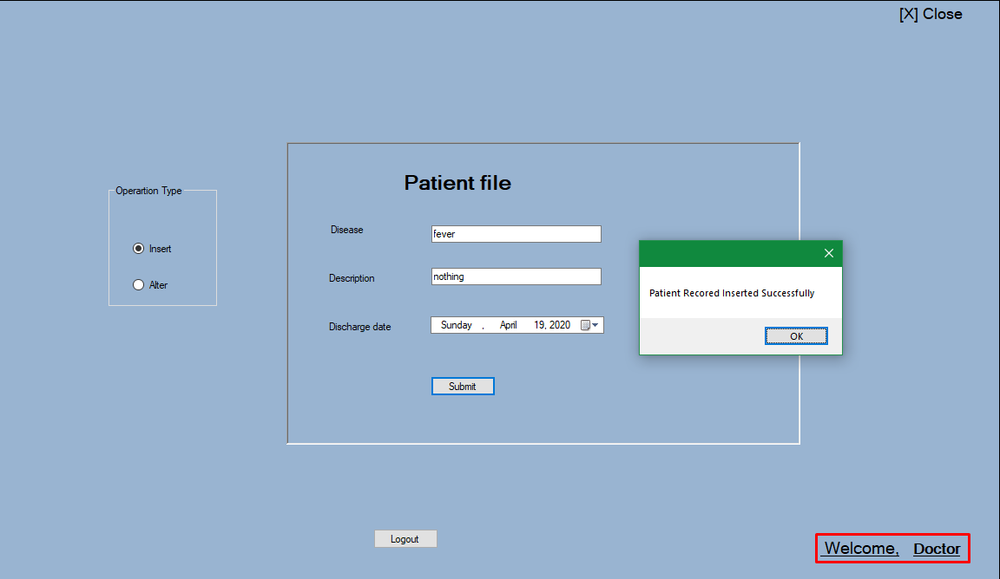 [X] Close
Operartion Type
Insert
Alter
Patient file
Disease
fever
Description
nothing
Discharge date
Sunday , April 19, 2020
Submit
Patient Recored Inserted Successfully
OK
Logout
Welcome, Doctor